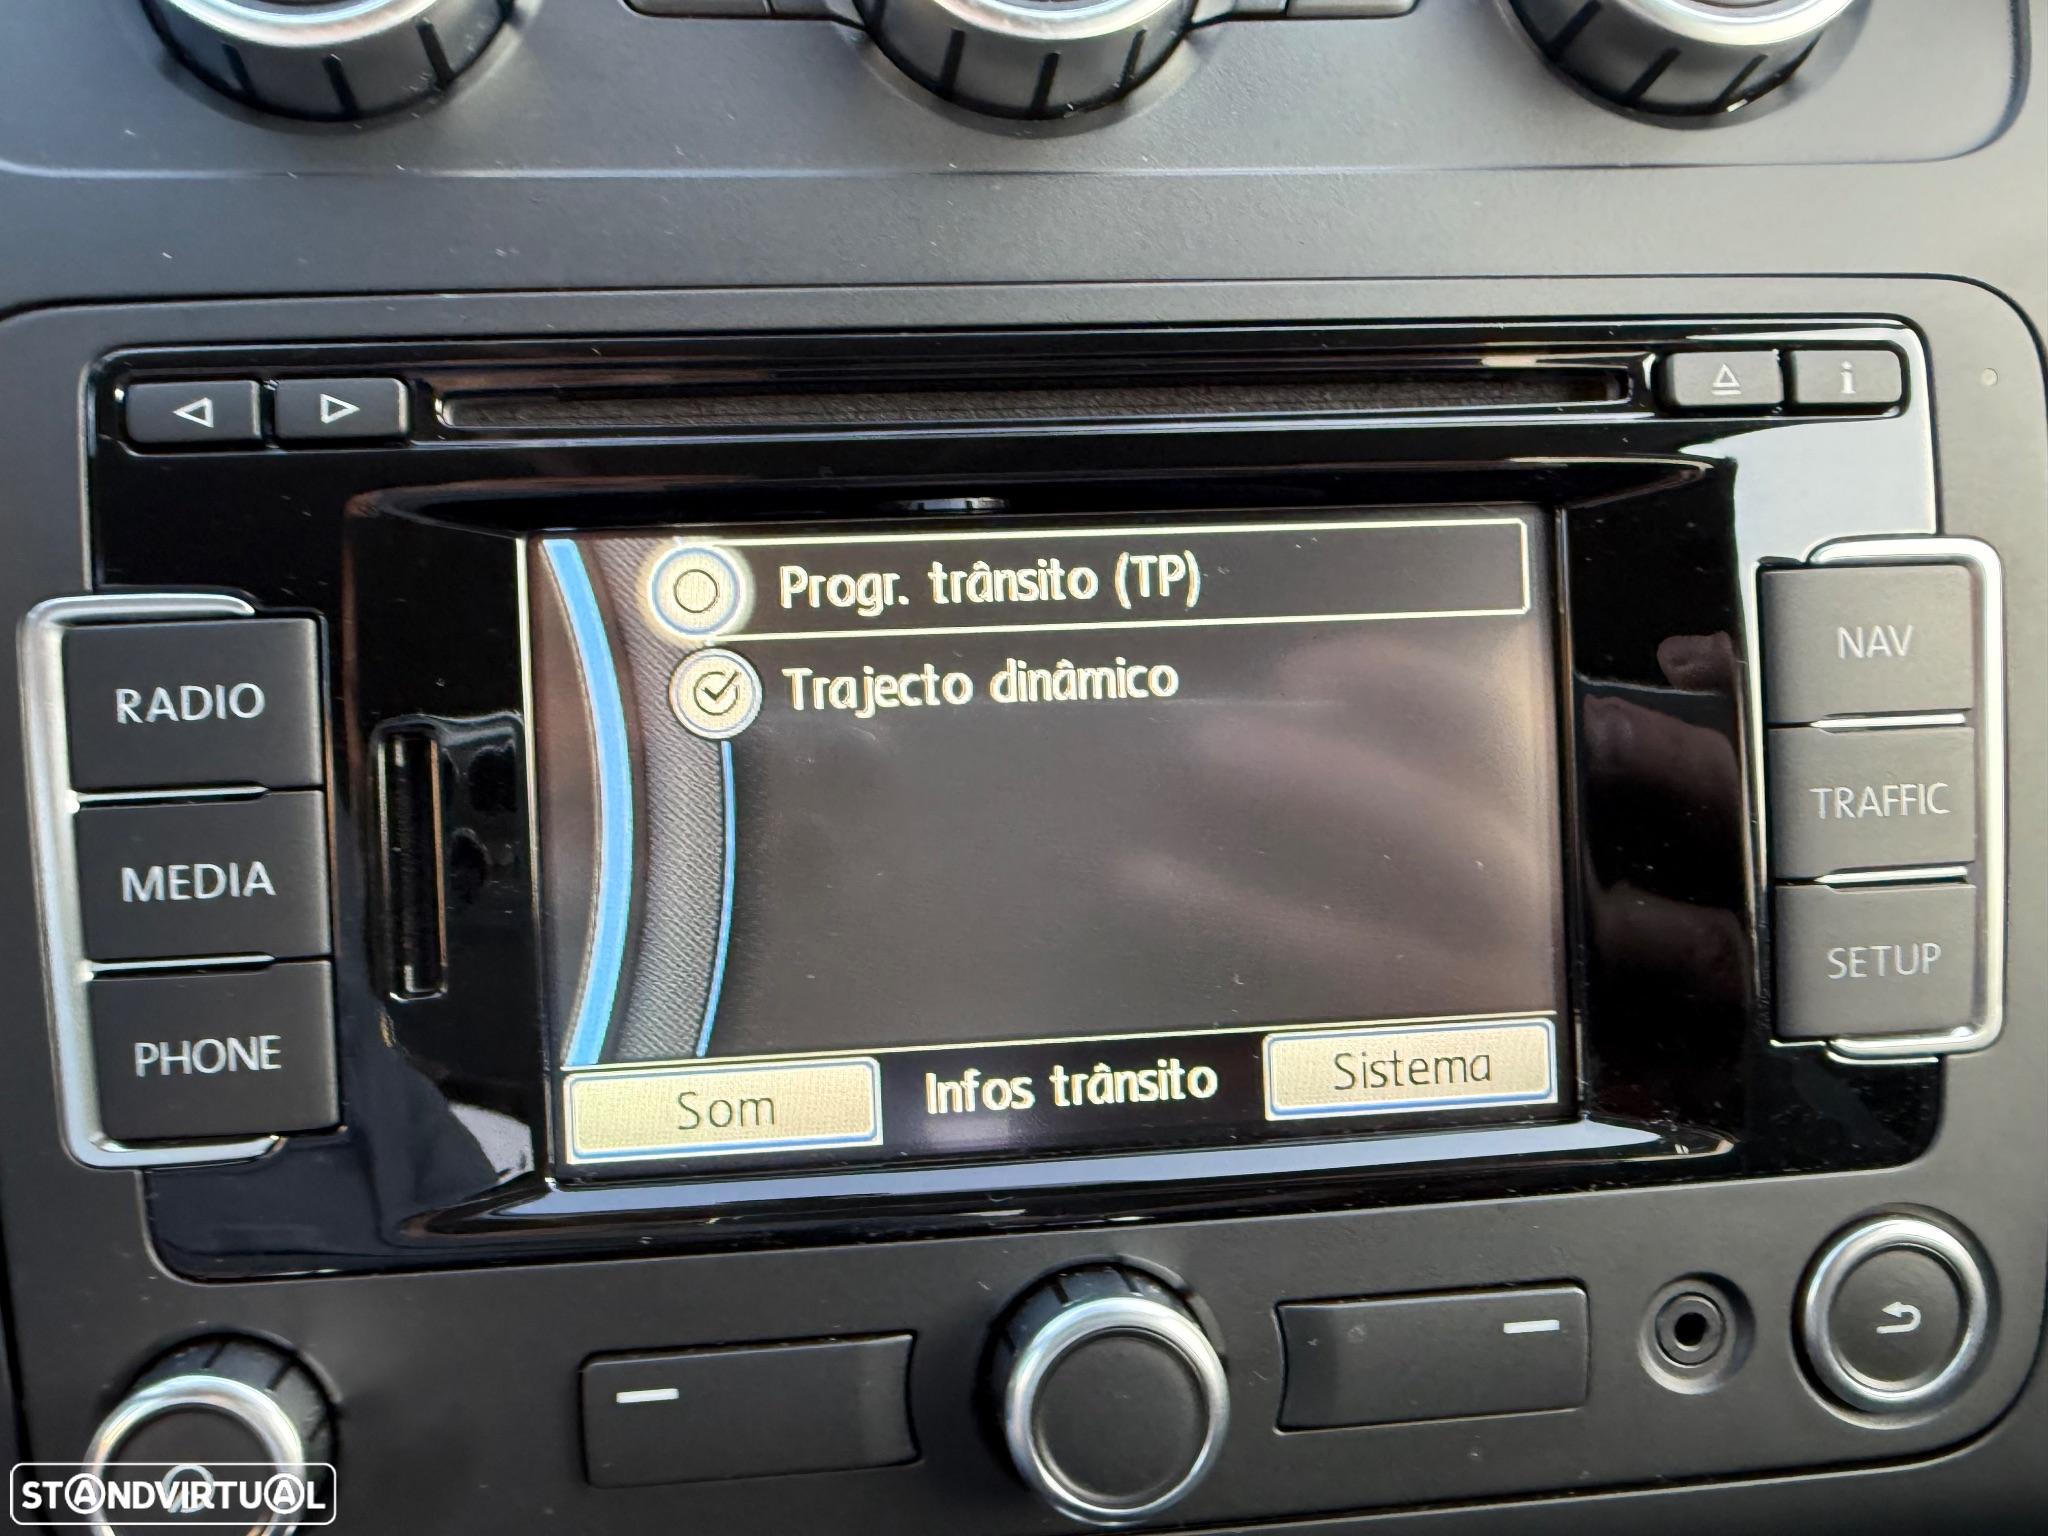 i
Progr. trânsito (TP)
Trajecto dinâmico
RADIO
MEDIA
PHONE
NAV
TRAFFIC
SETUP
Som
Infos trânsito
Sistema
STANDVIRTUAL